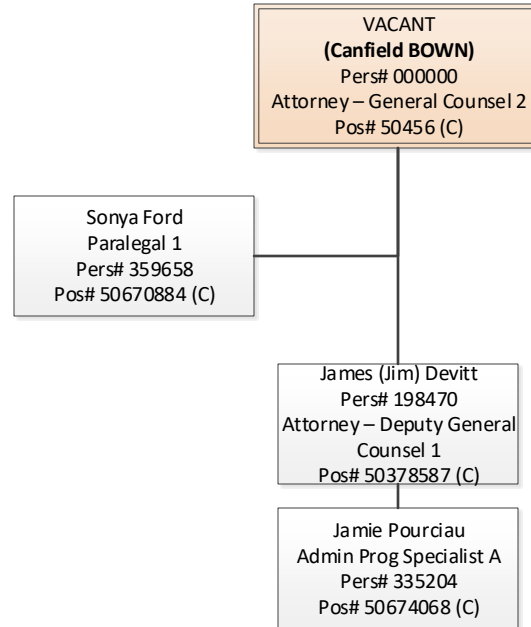 VACANT
(Canfield BOWN)
Pers# 000000
Attorney – General Counsel 2
Pos# 50456 (C)
Sonya Ford
Paralegal 1
Pers# 359658
Pos# 50670884 (C)
James (Jim) Devitt
Pers# 198470
Attorney – Deputy General
Counsel 1
Pos# 50378587 (C)
Jamie Pourciau
Admin Prog Specialist A
Pers# 335204
Pos# 50674068 (C)